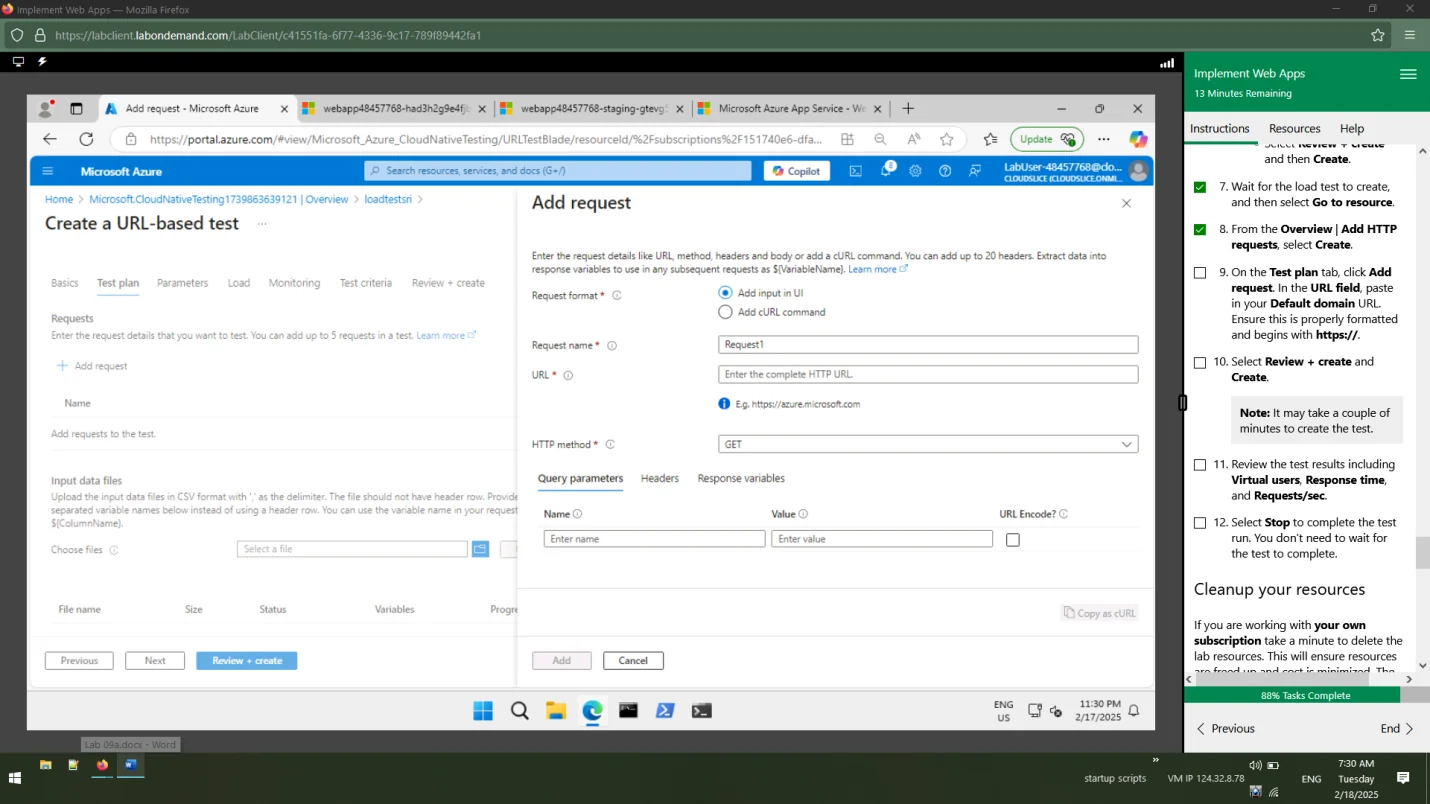 Implement Web Apps — Mozilla Firefox
https://labclient.labondemand.com/LabClient/c41551fa-6f77-4336-9c17-789f89442fa1
Add request - Microsoft Azure
webapp48457768-had3h2g9e4fjb
webapp48457768-staging-gtevg5
Microsoft Azure App Service - We
https://portal.azure.com/#view/Microsoft_Azure_CloudNativeTesting/URLTestBlade/resourceId/%2Fsubscriptions%2F151740e6-dfa...
Update
Microsoft Azure
Search resources, services, and docs (G+/)
Copilot
LabUser-48457768@do...
CLOUDSLICE (CLOUDSLICE.ONMI...
Home > Microsoft.CloudNativeTesting1739863639121 | Overview > loadtestsri >
Create a URL-based test ...
Basics
Test plan
Parameters
Load
Monitoring
Test criteria
Review + create
Requests
Enter the request details that you want to test. You can add up to 5 requests in a test. Learn more
Add request
Name
Add requests to the test.
Input data files
Upload the input data files in CSV format with ',' as the delimiter. The file should not have header row. Provide
separated variable names below instead of using a header row. You can use the variable name in your request
${ColumnName}.
Choose files
Select a file
File name
Size
Status
Variables
Progre
Previous
Next
Review + create
Add request
Enter the request details like URL, method, headers and body or add a cURL command. You can add up to 20 headers. Extract data into
response variables to use in any subsequent requests as ${VariableName}. Learn more
Request format *
Add input in UI
Add cURL command
Request name *
Request1
URL *
Enter the complete HTTP URL.
E.g. https://azure.microsoft.com
HTTP method *
GET
Query parameters
Headers
Response variables
Name
Value
URL Encode?
Enter name
Enter value
Copy as cURL
Add
Cancel
ENG
US
11:30 PM
2/17/2025
Implement Web Apps
13 Minutes Remaining
Instructions
Resources
Help
Select Review + create
and then Create.
7. Wait for the load test to create,
and then select Go to resource.
8. From the Overview | Add HTTP
requests, select Create.
9. On the Test plan tab, click Add
request. In the URL field, paste
in your Default domain URL.
Ensure this is properly formatted
and begins with https://.
10. Select Review + create and
Create.
Note: It may take a couple of
minutes to create the test.
11. Review the test results including
Virtual users, Response time,
and Requests/sec.
12. Select Stop to complete the test
run. You don't need to wait for
the test to complete.
Cleanup your resources
If you are working with your own
subscription take a minute to delete the
lab resources. This will ensure resources
are freed up and cost is minimized. The
88% Tasks Complete
Previous
End
Lab 09a.docx - Word
startup scripts
VM IP 124.32.8.78
ENG
7:30 AM
Tuesday
2/18/2025